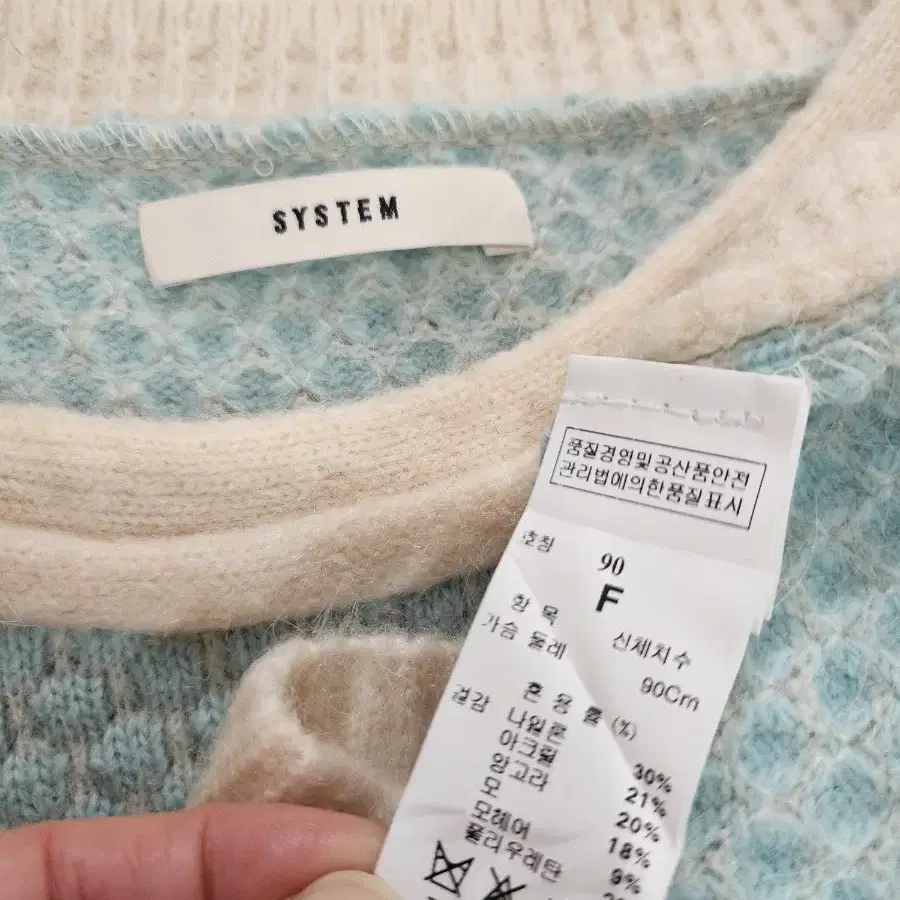 SYSTEM
품질경영및공산품안전
관리법에의한품질표시
호칭 90
F
항 목 신체치수
가슴 둘레 90Cm
겉감 혼 용 률 (%)
나일론 30%
아크릴 21%
앙고라 20%
모 18%
모헤어 9%
폴리우레탄